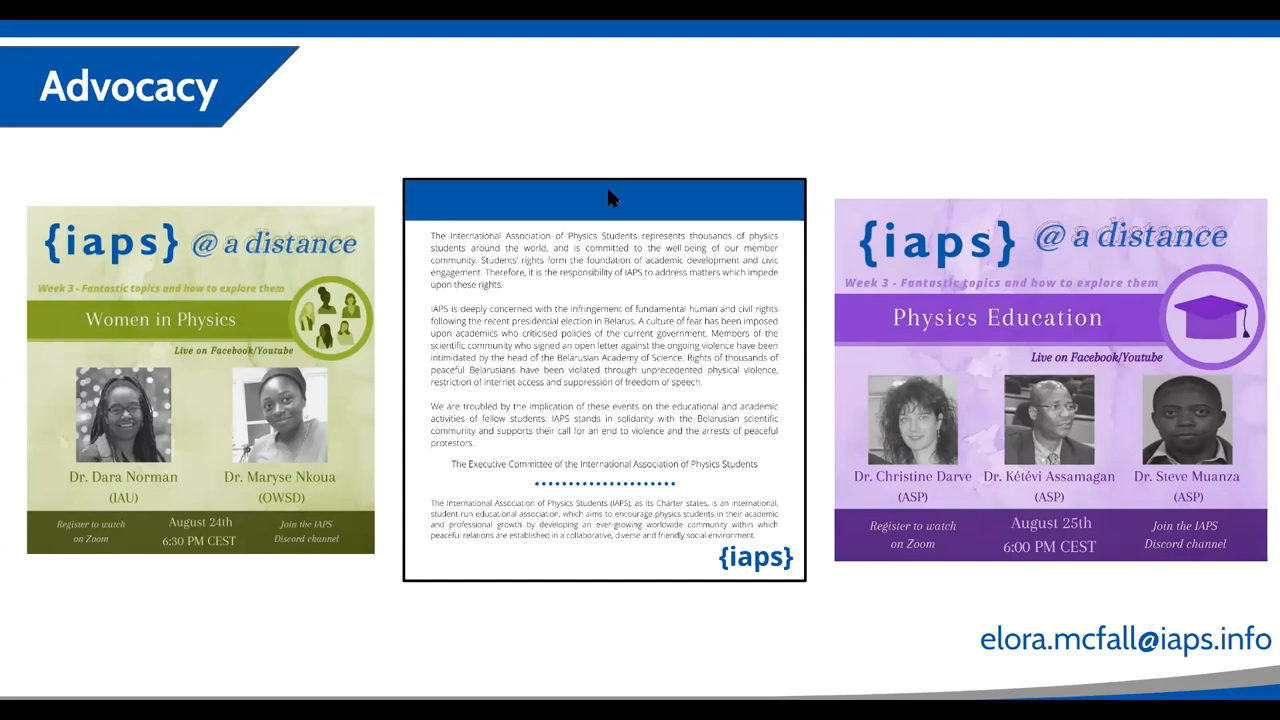 Advocacy
{iaps} @ a distance
Week 3 - Fantastic topics and how to explore them
Women in Physics
Live on Facebook/Youtube
Dr. Dara Norman
(IAU)
Dr. Maryse Nkoua
(OWSD)
Register to watch
on Zoom
August 24th
6:30 PM CEST
Join the IAPS
Discord channel
The International Association of Physics Students represents thousands of physics
students around the world, and is committed to the well-being of our member
community. Students' rights form the foundation of academic development and civic
engagement. Therefore, it is the responsibility of IAPS to address matters which impede
upon these rights.
IAPS is deeply concerned with the infringement of fundamental human and civil rights
following the recent presidential election in Belarus. A culture of fear has been imposed
upon academics who criticised policies of the current government. Members of the
scientific community who signed an open letter against the ongoing violence have been
intimidated by the head of the Belarusian Academy of Science. Rights of thousands of
peaceful Belarusians have been violated through unprecedented physical violence,
restriction of internet access and suppression of freedom of speech.
We are troubled by the implication of these events on the educational and academic
activities of fellow students. IAPS stands in solidarity with the Belarusian scientific
community and supports their call for an end to violence and the arrests of peaceful
protestors.
The Executive Committee of the International Association of Physics Students
The International Association of Physics Students (IAPS), as its Charter states, is an international,
student-run educational association, which aims to encourage physics students in their academic
and professional growth by developing an ever-growing worldwide community within which
peaceful relations are established in a collaborative, diverse and friendly social environment.
{iaps}
{iaps} @ a distance
Week 3 - Fantastic topics and how to explore them
Physics Education
Live on Facebook/Youtube
Dr. Christine Darve
(ASP)
Dr. Kétévi Assamagan
(ASP)
Dr. Steve Muanza
(ASP)
Register to watch
on Zoom
August 25th
6:00 PM CEST
Join the IAPS
Discord channel
elora.mcfall@iaps.info